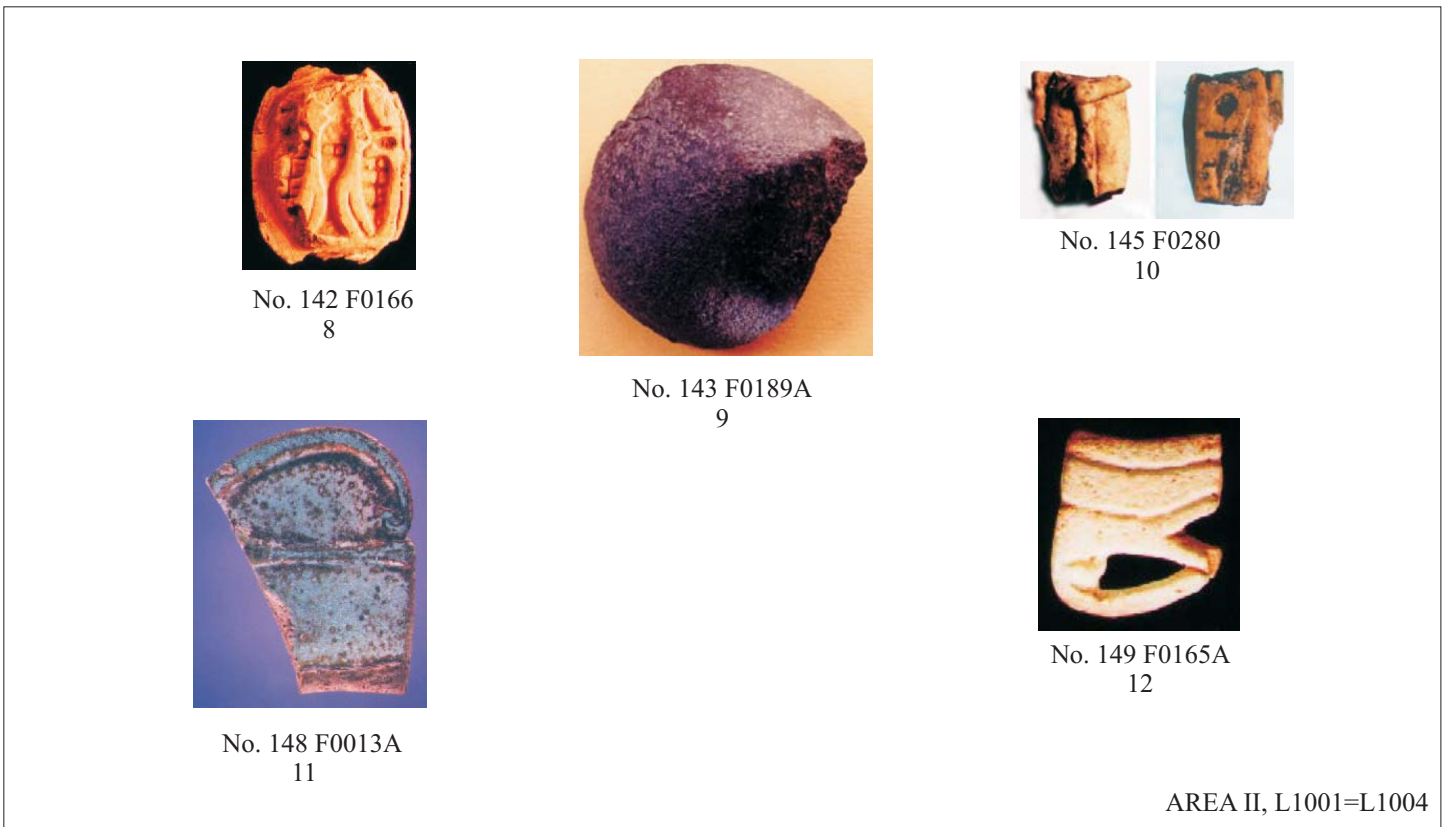 No. 142 F0166
8
No. 143 F0189A
9
No. 145 F0280
10
No. 148 F0013A
11
No. 149 F0165A
12
AREA II, L1001=L1004